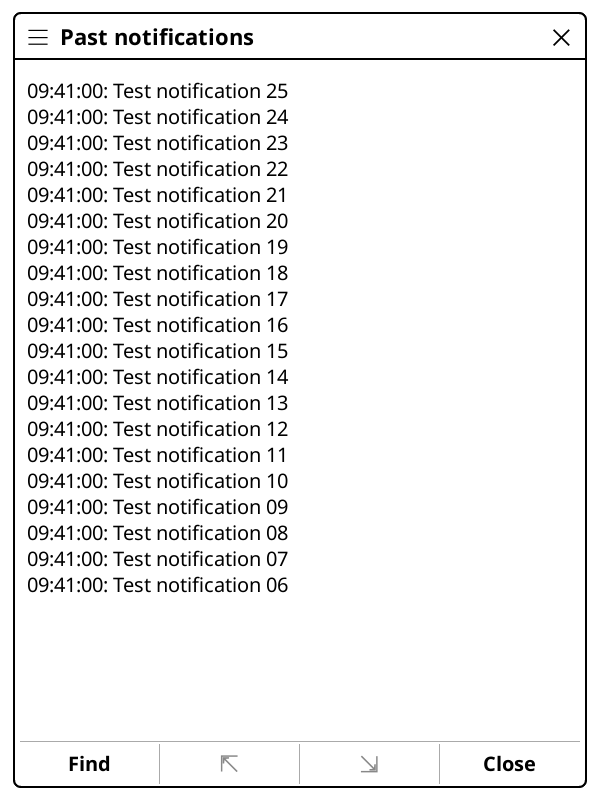 Past notifications
09:41:00: Test notification 25
09:41:00: Test notification 24
09:41:00: Test notification 23
09:41:00: Test notification 22
09:41:00: Test notification 21
09:41:00: Test notification 20
09:41:00: Test notification 19
09:41:00: Test notification 18
09:41:00: Test notification 17
09:41:00: Test notification 16
09:41:00: Test notification 15
09:41:00: Test notification 14
09:41:00: Test notification 13
09:41:00: Test notification 12
09:41:00: Test notification 11
09:41:00: Test notification 10
09:41:00: Test notification 09
09:41:00: Test notification 08
09:41:00: Test notification 07
09:41:00: Test notification 06
Find Close